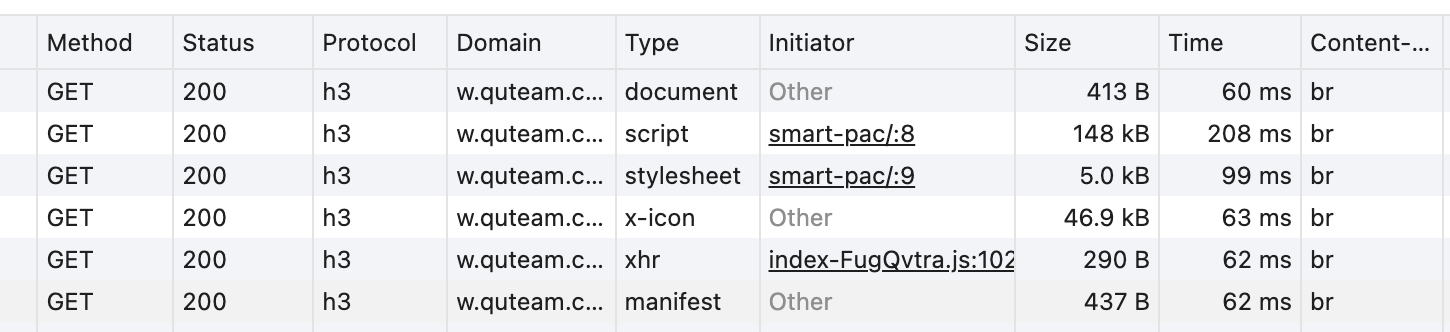 Method Status Protocol Domain Type Initiator Size Time Content-...
GET 200 h3 w.quteam.c... document Other 413 B 60 ms br
GET 200 h3 w.quteam.c... script smart-pac/:8 148 kB 208 ms br
GET 200 h3 w.quteam.c... stylesheet smart-pac/:9 5.0 kB 99 ms br
GET 200 h3 w.quteam.c... x-icon Other 46.9 kB 63 ms br
GET 200 h3 w.quteam.c... xhr index-FugQvtra.js:102 290 B 62 ms br
GET 200 h3 w.quteam.c... manifest Other 437 B 62 ms br